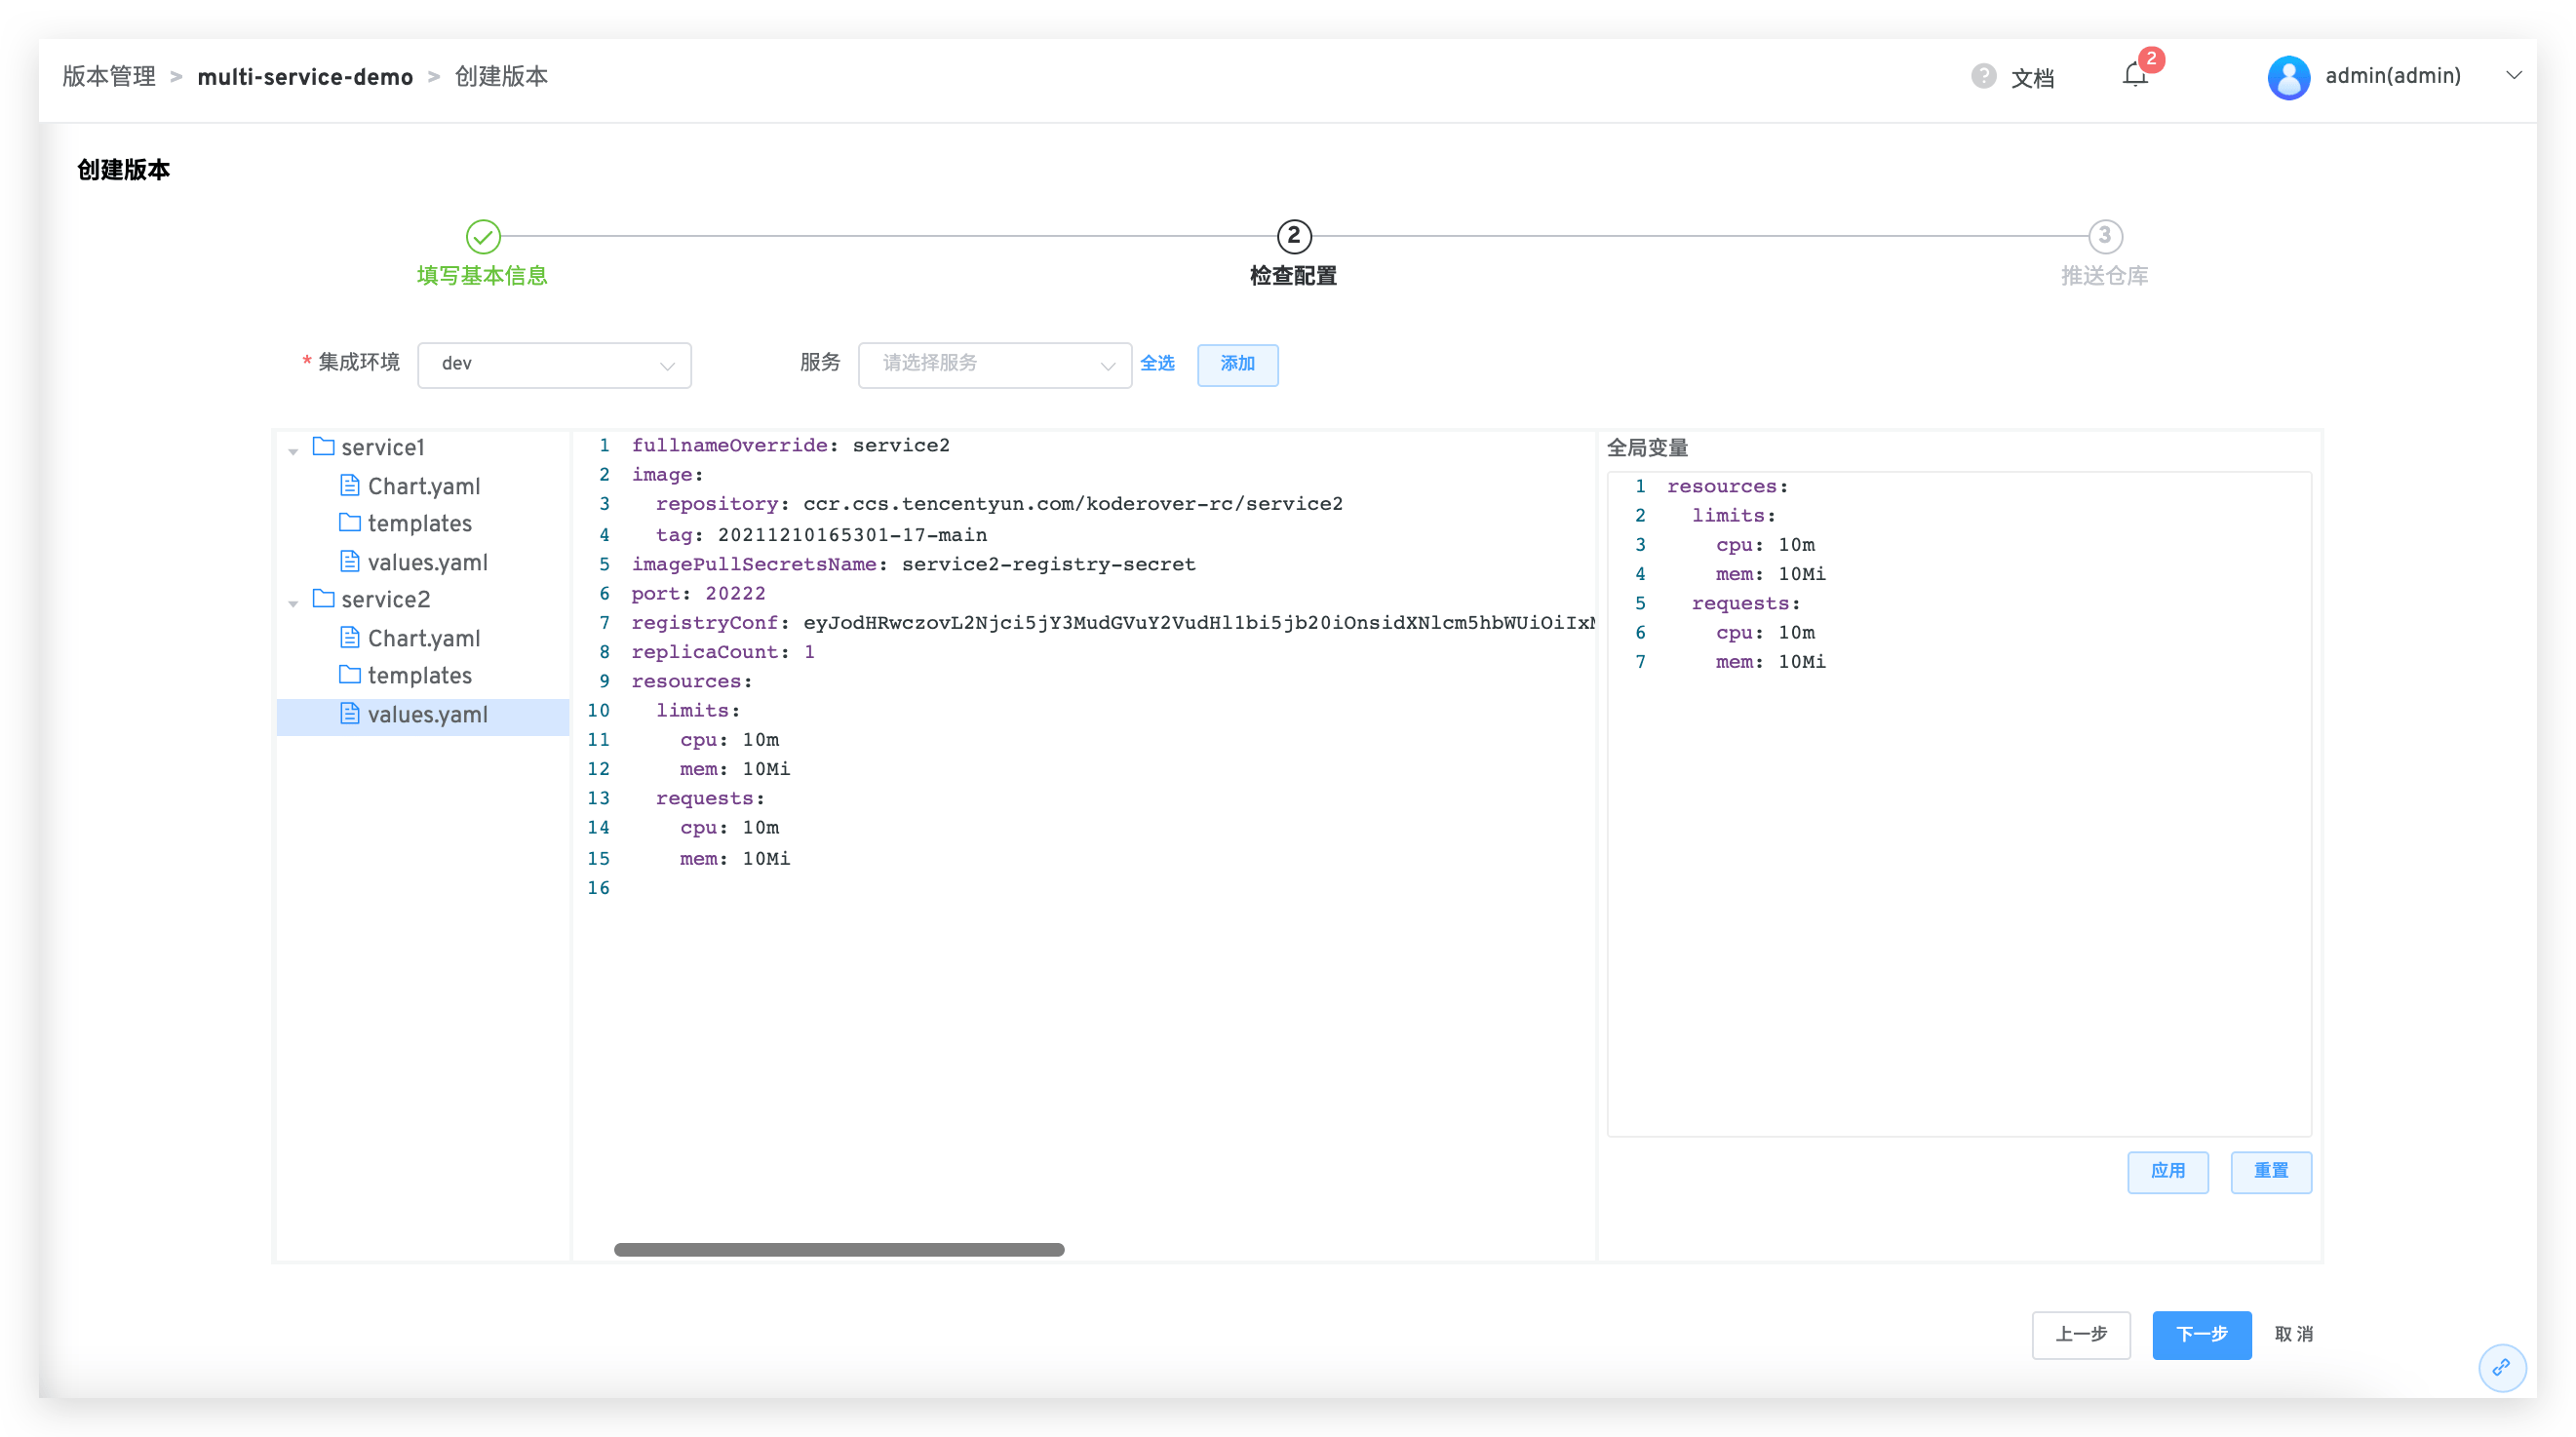 版本管理 > multi-service-demo > 创建版本
? 文档
2
admin(admin)
创建版本
填写基本信息
2
检查配置
3
推送仓库
* 集成环境 dev
服务 请选择服务 全选 添加
service1
Chart.yaml
templates
values.yaml
service2
Chart.yaml
templates
values.yaml
1 fullnameOverride: service2
2 image:
3 repository: ccr.ccs.tencentyun.com/koderover-rc/service2
4 tag: 20211210165301-17-main
5 imagePullSecretsName: service2-registry-secret
6 port: 20222
7 registryConf:
8 replicaCount: 1
9 resources:
10 limits:
11 cpu: 10m
12 mem: 10Mi
13 requests:
14 cpu: 10m
15 mem: 10Mi
16
全局变量
1 resources:
2 limits:
3 cpu: 10m
4 mem: 10Mi
5 requests:
6 cpu: 10m
7 mem: 10Mi
应用 重置
上一步 下一步 取消